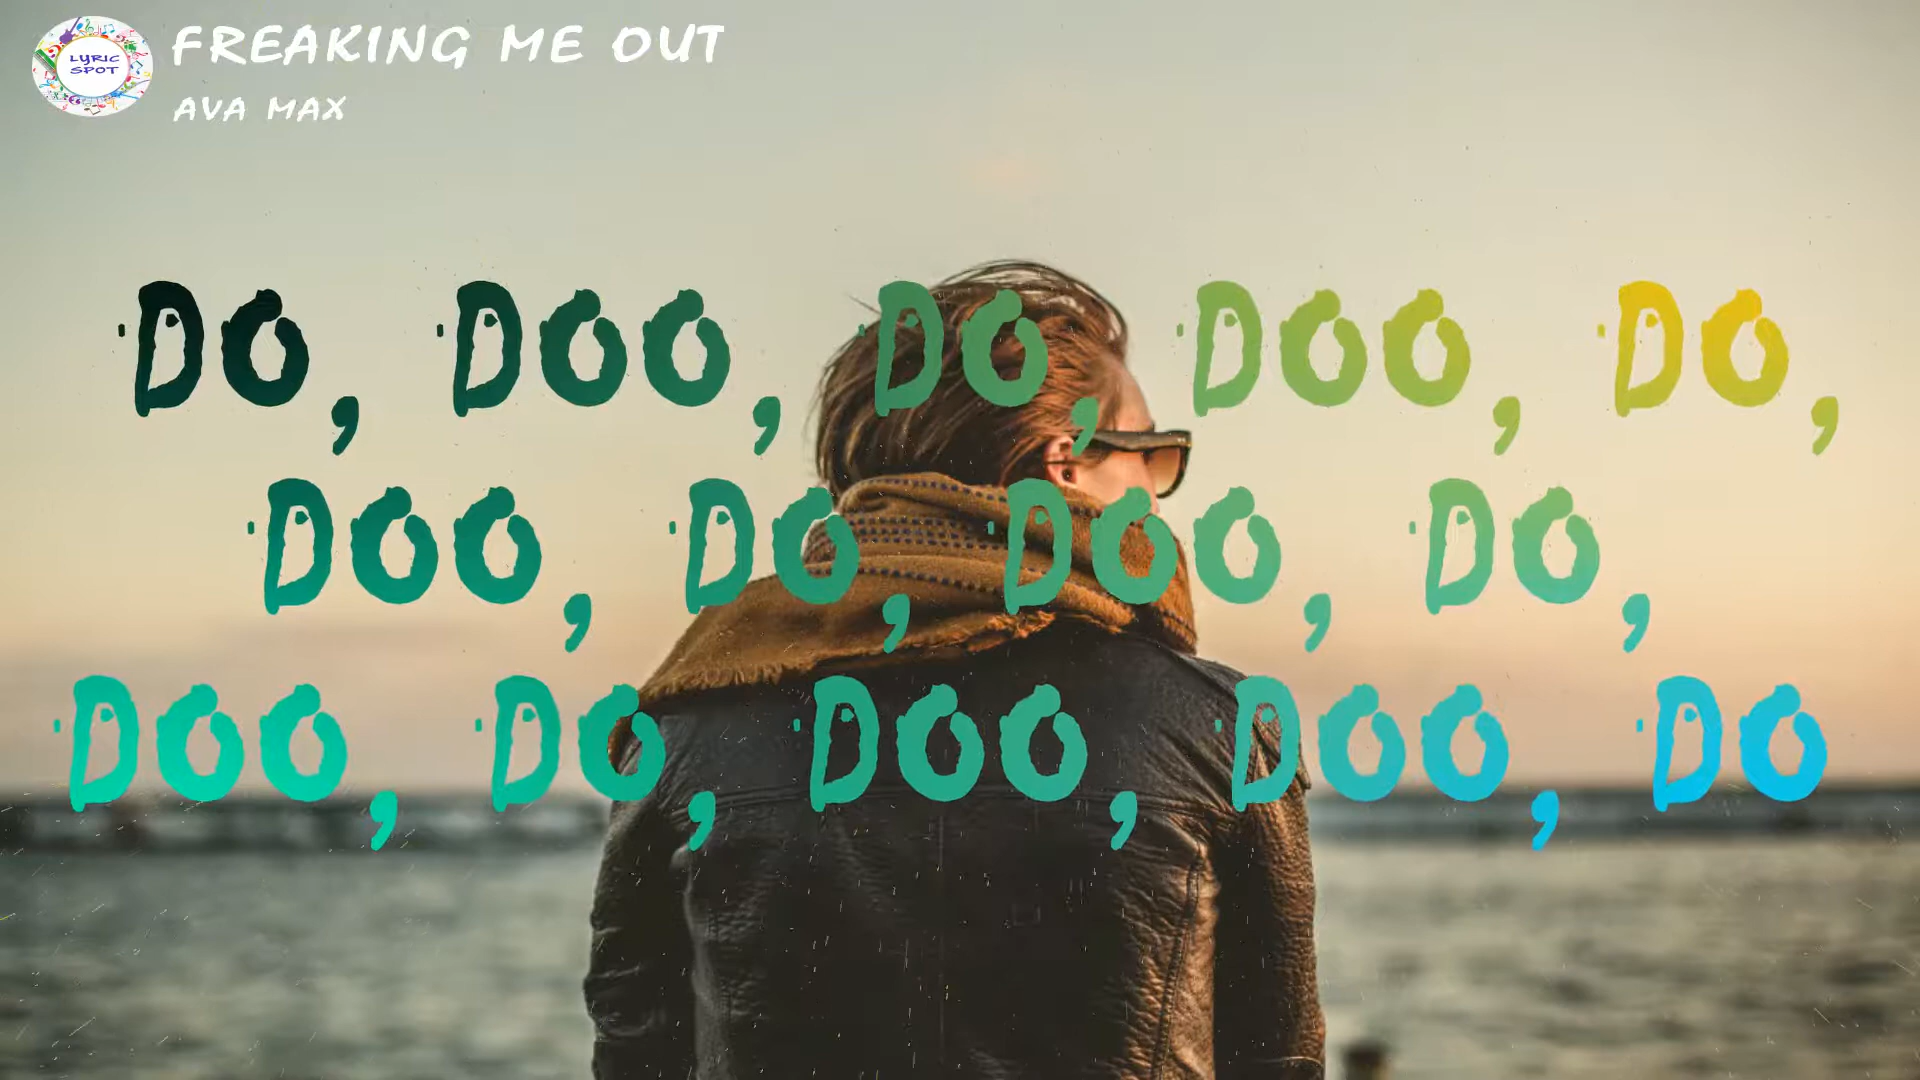 LYRIC
SPOT
FREAKING ME OUT
AVA MAX
DO, DOO, DO, DOO, DO,
DOO, DO, DOO, DO,
DOO, DO, DOO, DOO, DO